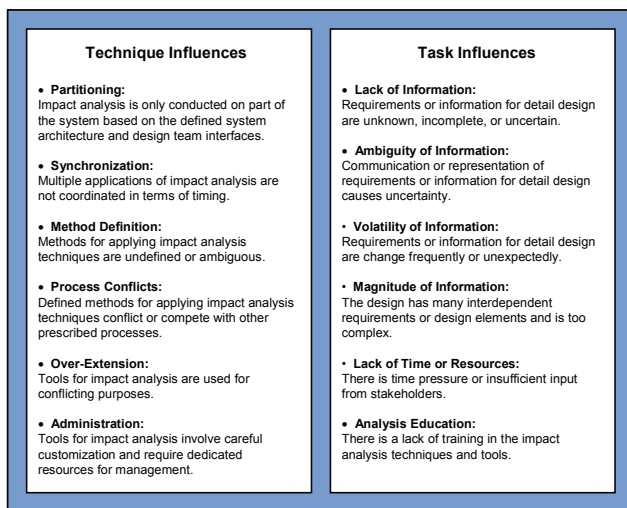 Technique Influences
• Partitioning:
Impact analysis is only conducted on part of
the system based on the defined system
architecture and design team interfaces.
• Synchronization:
Multiple applications of impact analysis are
not coordinated in terms of timing.
• Method Definition:
Methods for applying impact analysis
techniques are undefined or ambiguous.
• Process Conflicts:
Defined methods for applying impact analysis
techniques conflict or compete with other
prescribed processes.
• Over-Extension:
Tools for impact analysis are used for
conflicting purposes.
• Administration:
Tools for impact analysis involve careful
customization and require dedicated
resources for management.
Task Influences
• Lack of Information:
Requirements or information for detail design
are unknown, incomplete, or uncertain.
• Ambiguity of Information:
Communication or representation of
requirements or information for detail design
causes uncertainty.
• Volatility of Information:
Requirements or information for detail design
are change frequently or unexpectedly.
• Magnitude of Information:
The design has many interdependent
requirements or design elements and is too
complex.
• Lack of Time or Resources:
There is time pressure or insufficient input
from stakeholders.
• Analysis Education:
There is a lack of training in the impact
analysis techniques and tools.